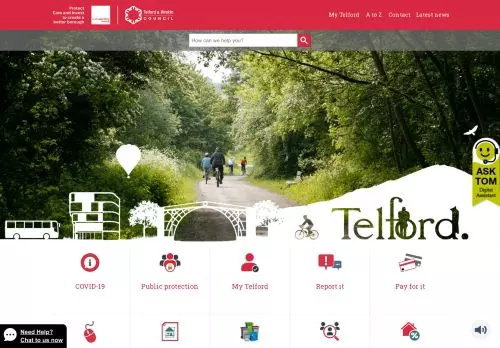 Protect
Care and Invest
to create a
better borough
Telford & Wrekin
COUNCIL
My Telford
A to Z
Contact
Latest news
How can we help you?
ASK
TOM
Digital
Assistant
Telford.
COVID-19
Public protection
My Telford
Report it
Pay for it
Need Help?
Chat to us now